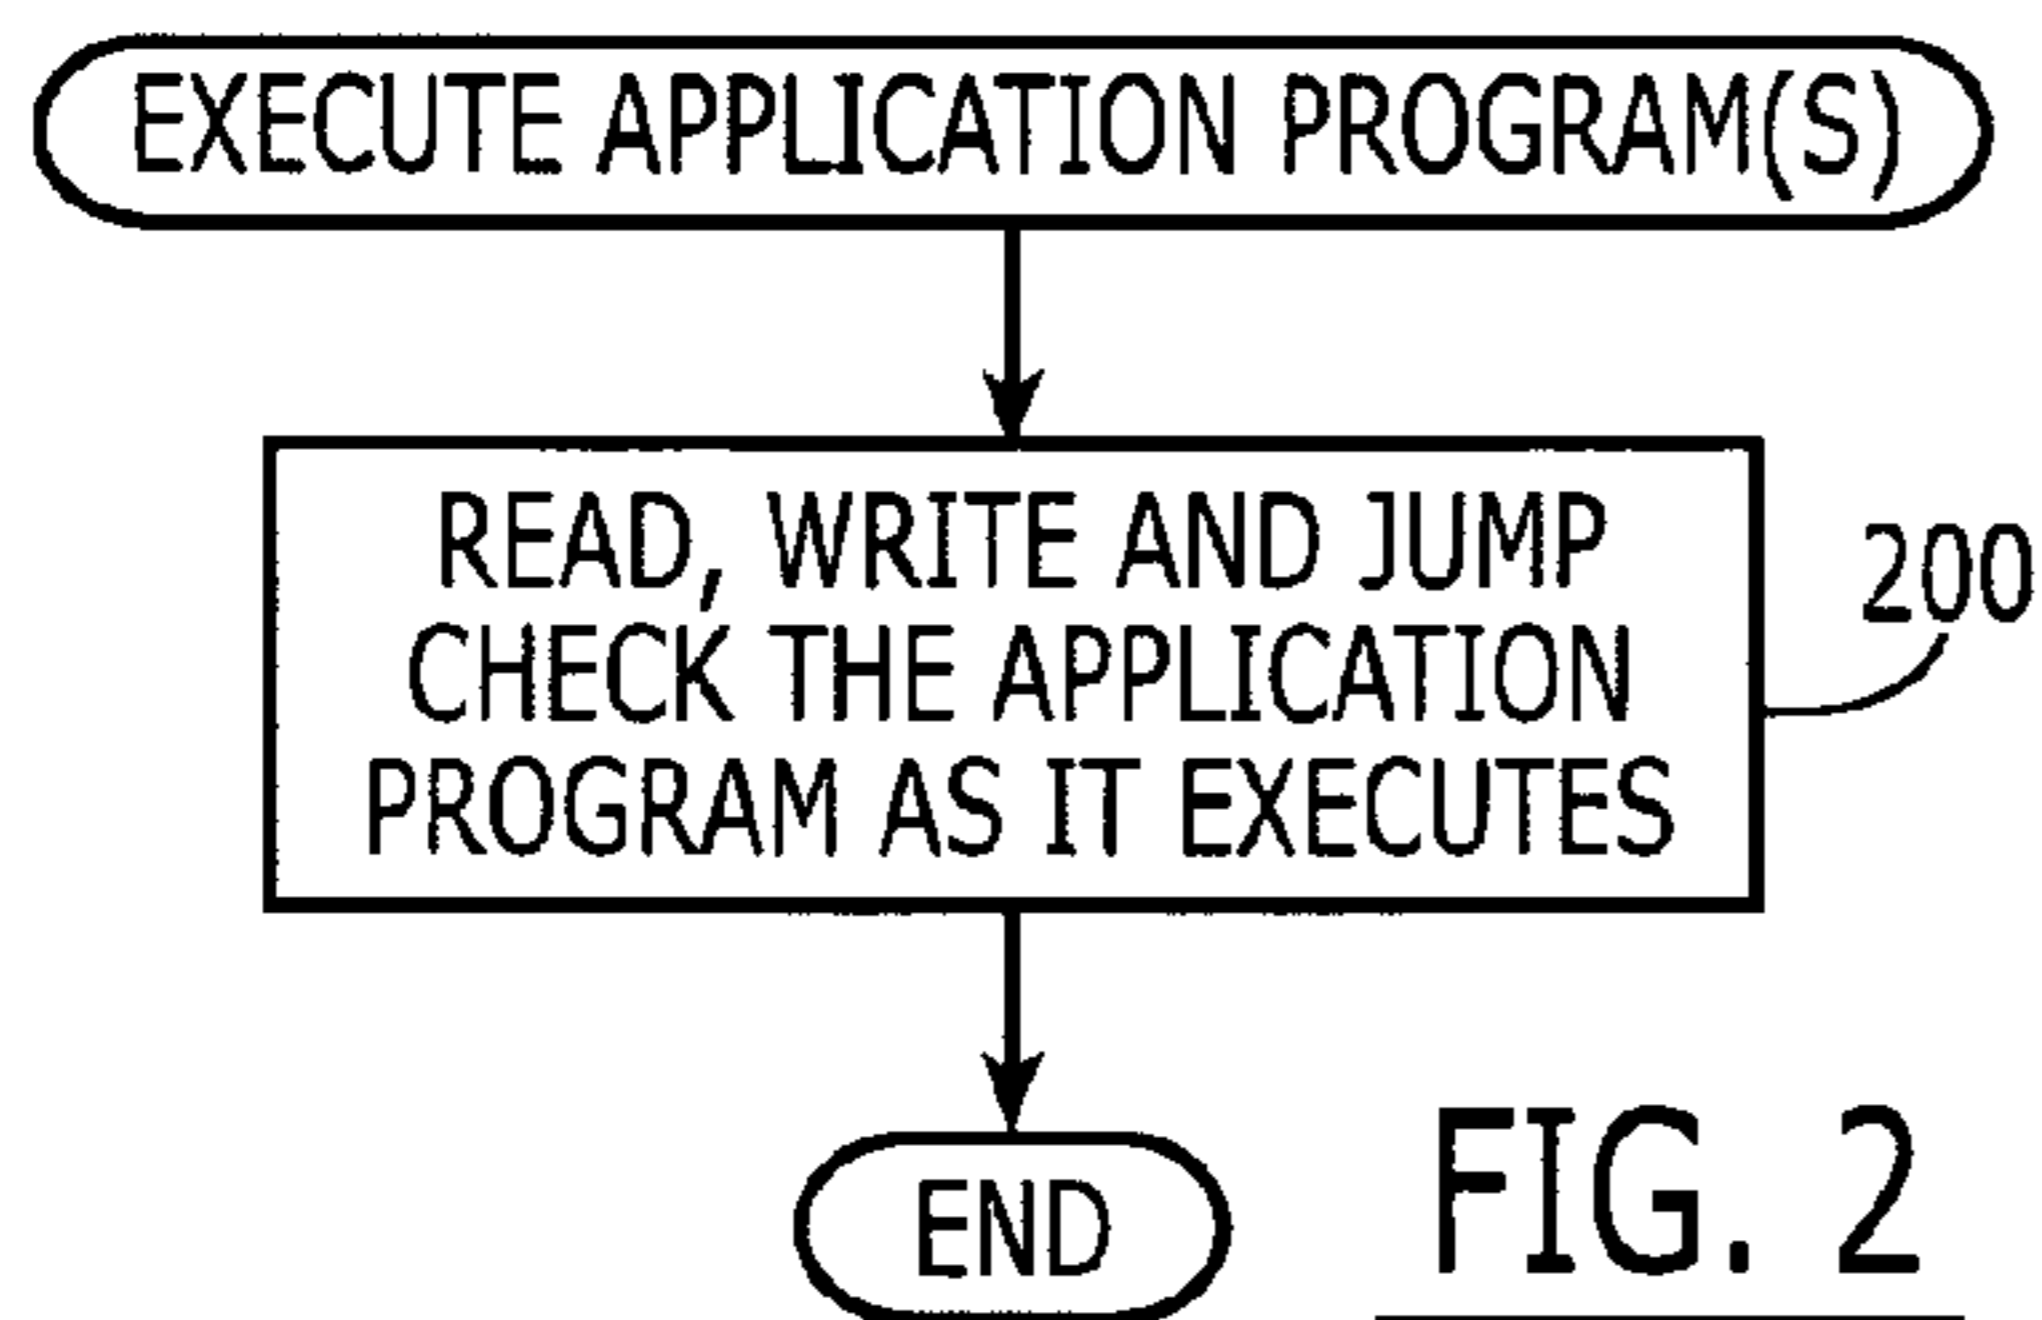 EXECUTE APPLICATION PROGRAM(S)
READ, WRITE AND JUMP
CHECK THE APPLICATION
PROGRAM AS IT EXECUTES
200
END
FIG. 2